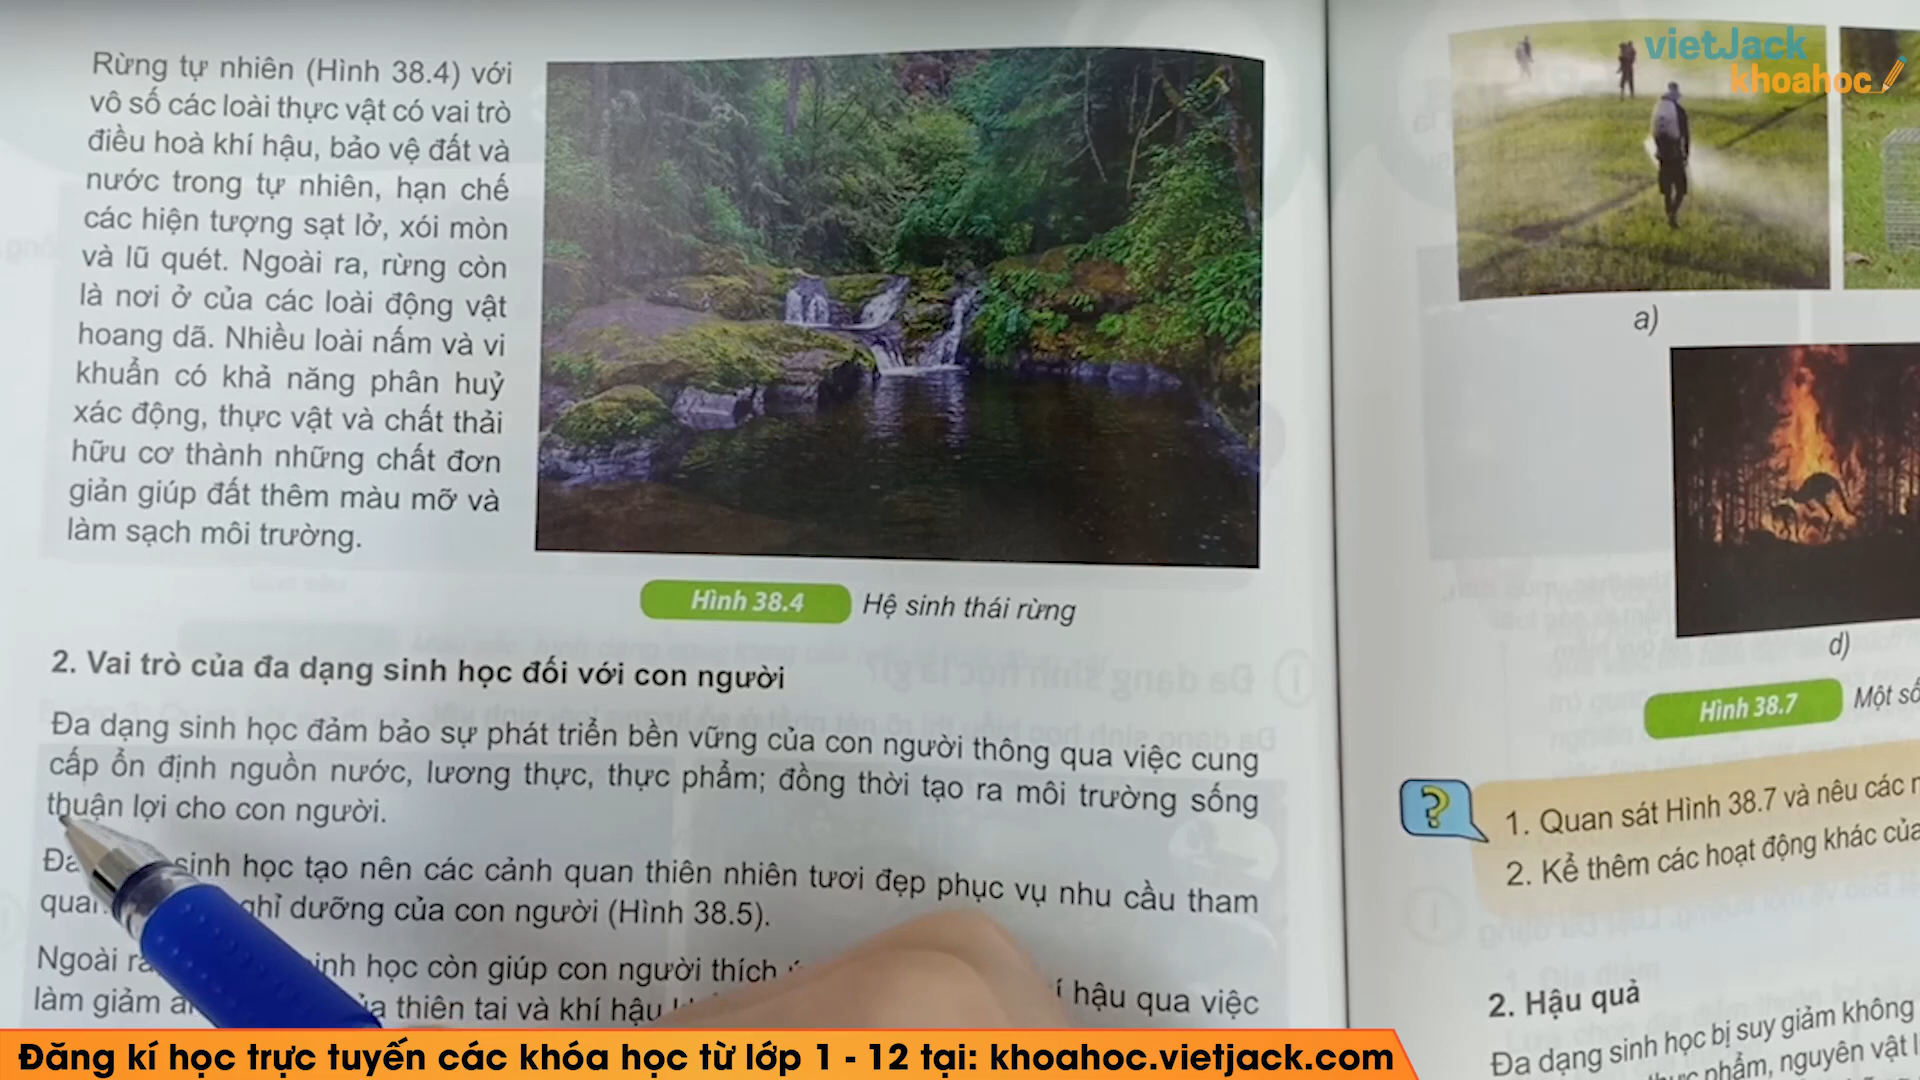 Rừng tự nhiên (Hình 38.4) với
vô số các loài thực vật có vai trò
điều hoà khí hậu, bảo vệ đất và
nước trong tự nhiên, hạn chế
các hiện tượng sạt lở, xói mòn
và lũ quét. Ngoài ra, rừng còn
là nơi ở của các loài động vật
hoang dã. Nhiều loài nấm và vi
khuẩn có khả năng phân huỷ
xác động, thực vật và chất thải
hữu cơ thành những chất đơn
giản giúp đất thêm màu mỡ và
làm sạch môi trường.
Hình 38.4 Hệ sinh thái rừng
2. Vai trò của đa dạng sinh học đối với con người
Đa dạng sinh học đảm bảo sự phát triển bền vững của con người thông qua việc cung
cấp ổn định nguồn nước, lương thực, thực phẩm; đồng thời tạo ra môi trường sống
thuận lợi cho con người.
Đa sinh học tạo nên các cảnh quan thiên nhiên tươi đẹp phục vụ nhu cầu tham
nghỉ dưỡng của con người (Hình 38.5).
Ngoài ra sinh học còn giúp con người thích hậu qua việc
làm giảm của thiên tai và khí hậu
vietJack
khoahoc
a)
d)
Hình 38.7 Một số
?
1. Quan sát Hình 38.7 và nêu các
2. Kể thêm các hoạt động khác của
2. Hậu quả
Đa dạng sinh học bị suy giảm không
phẩm, nguyên vật
Đăng kí học trực tuyến các khóa học từ lớp 1 - 12 tại: khoahoc.vietjack.com